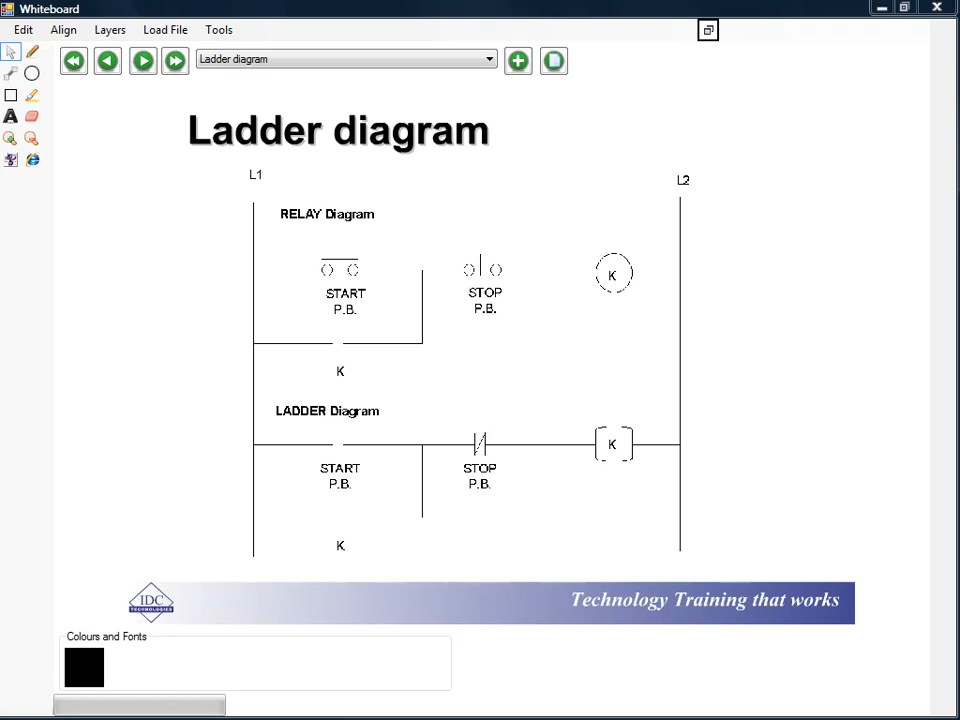 Whiteboard
Edit Align Layers Load File Tools
Ladder diagram
Ladder diagram
L1
L2
RELAY Diagram
K
START
P.B.
STOP
P.B.
K
LADDER Diagram
K
START
P.B.
STOP
P.B.
K
IDC
TECHNOLOGIES
Technology Training that works
Colours and Fonts